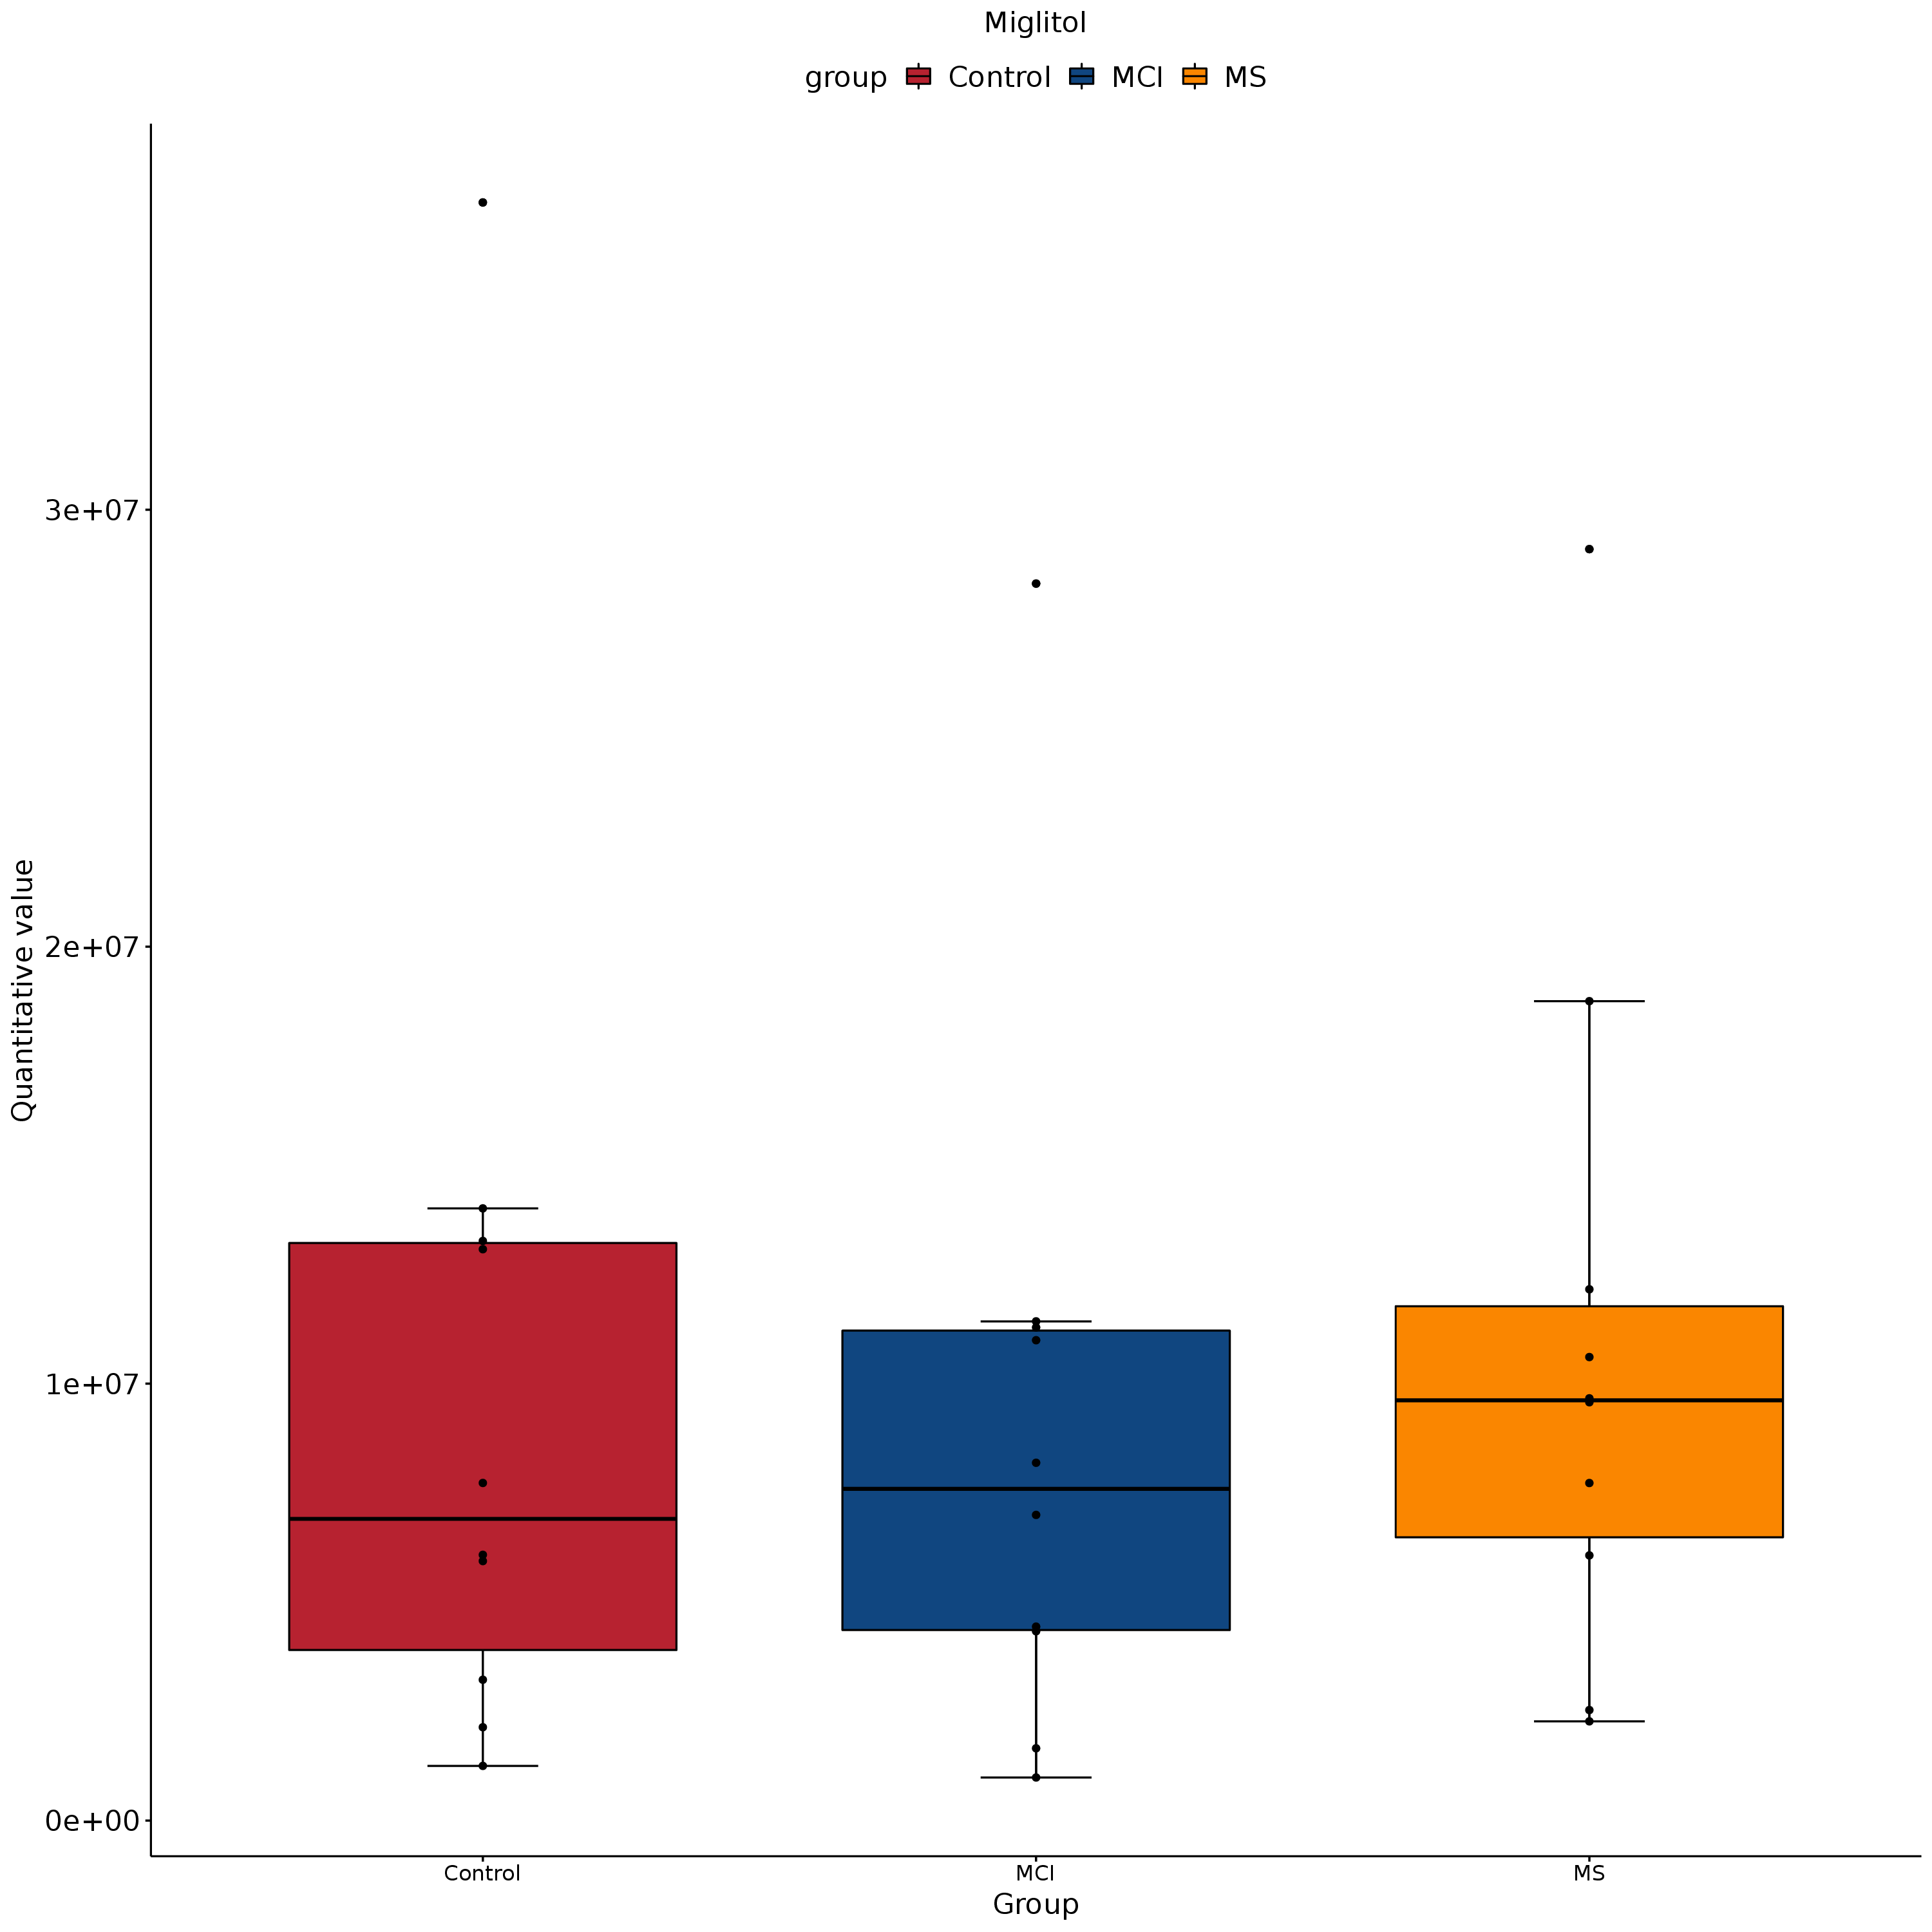 Miglitol
group Control MCI MS
Quantitative value
3e+07
2e+07
1e+07
0e+00
Control MCI MS
Group